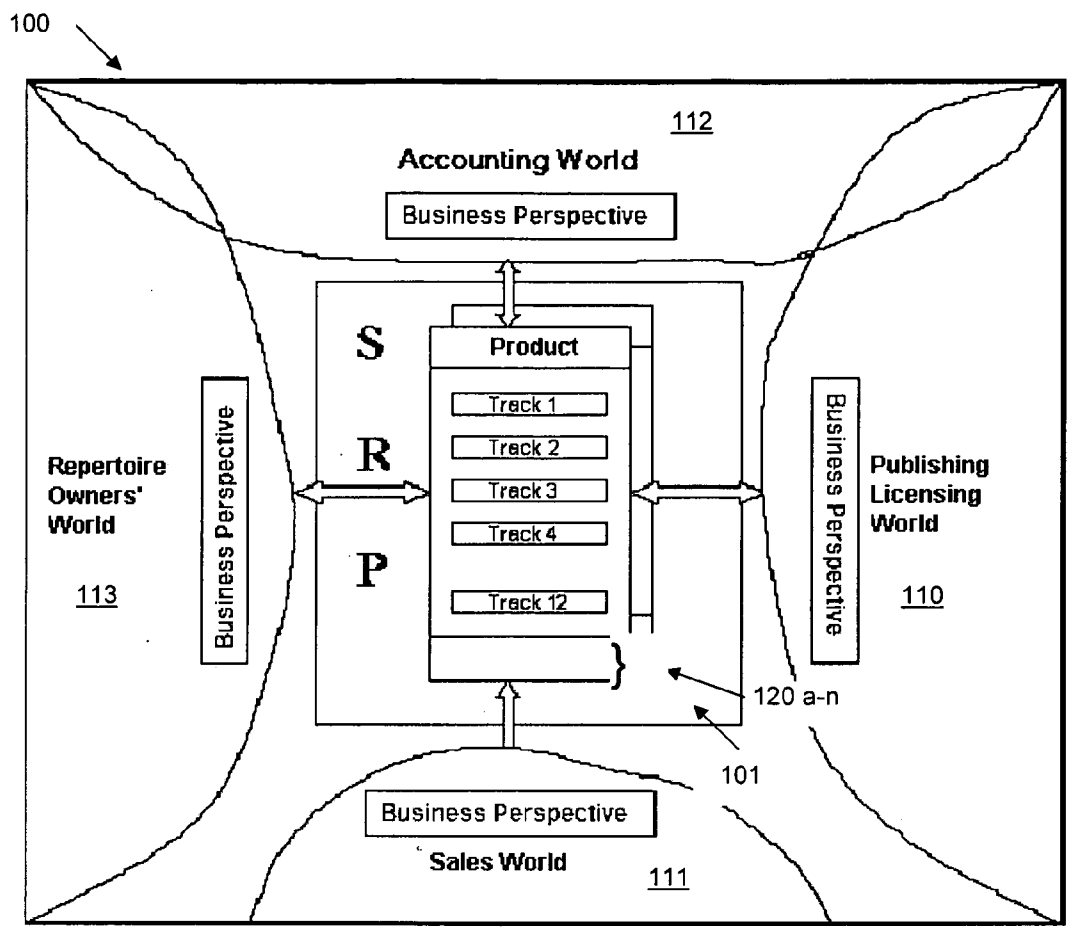 100
112
Accounting World
Business Perspective
S
Product
Track 1
R
Track 2
Track 3
Track 4
P
Track 12
Repertoire
Owners'
World
113
Business Perspective
Business Perspective
Publishing
Licensing
World
110
}
120 a-n
101
Business Perspective
Sales World
111